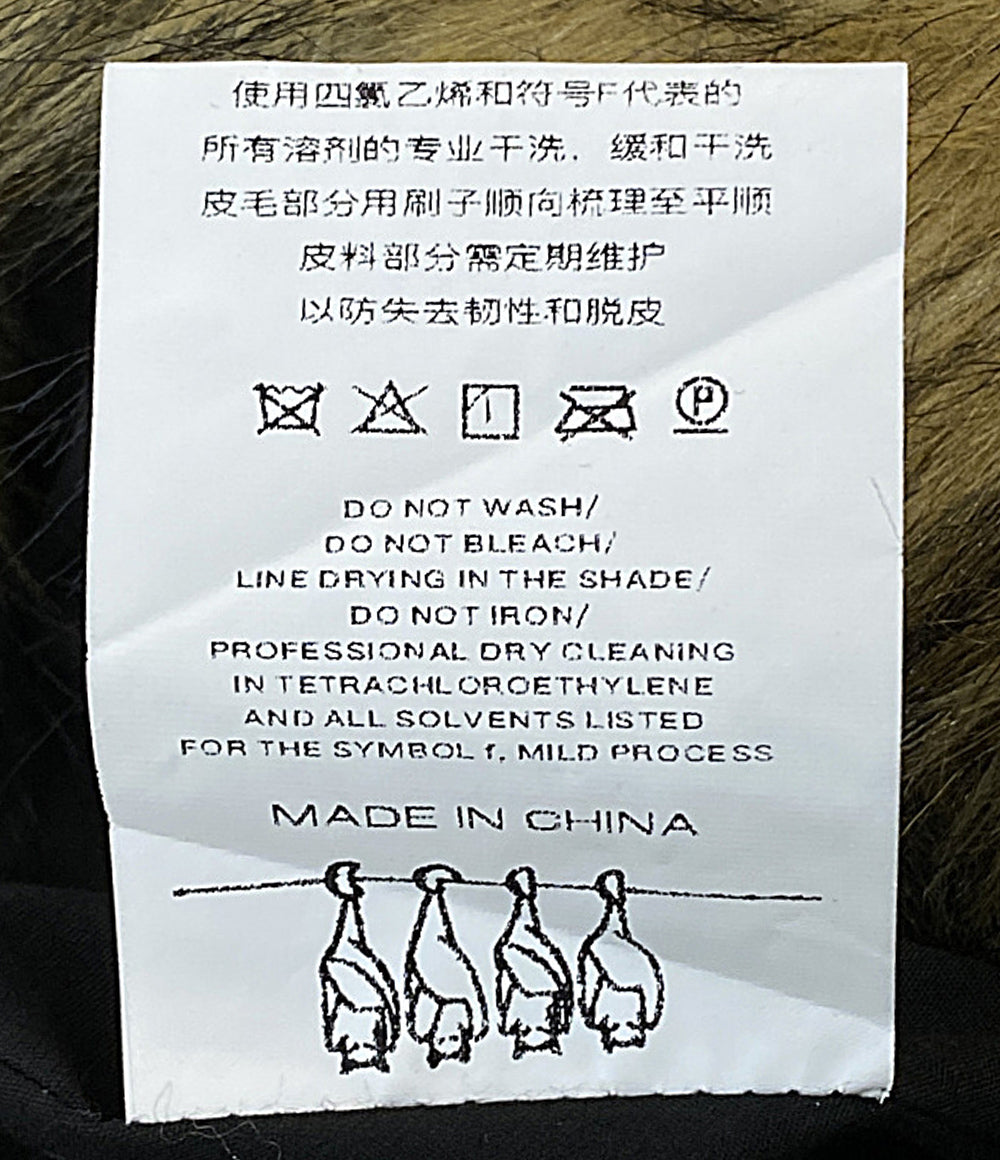 使用四氯乙烯和符号F代表的
所有溶剂的专业干洗，缓和干洗
皮毛部分用刷子顺向梳理至平顺
皮料部分需定期维护
以防失去韧性和脱皮
P
DO NOT WASH/
DO NOT BLEACH/
LINE DRYING IN THE SHADE/
DO NOT IRON/
PROFESSIONAL DRY CLEANING
IN TETRACHLOROETHYLENE
AND ALL SOLVENTS LISTED
FOR THE SYMBOL f, MILD PROCESS
MADE IN CHINA